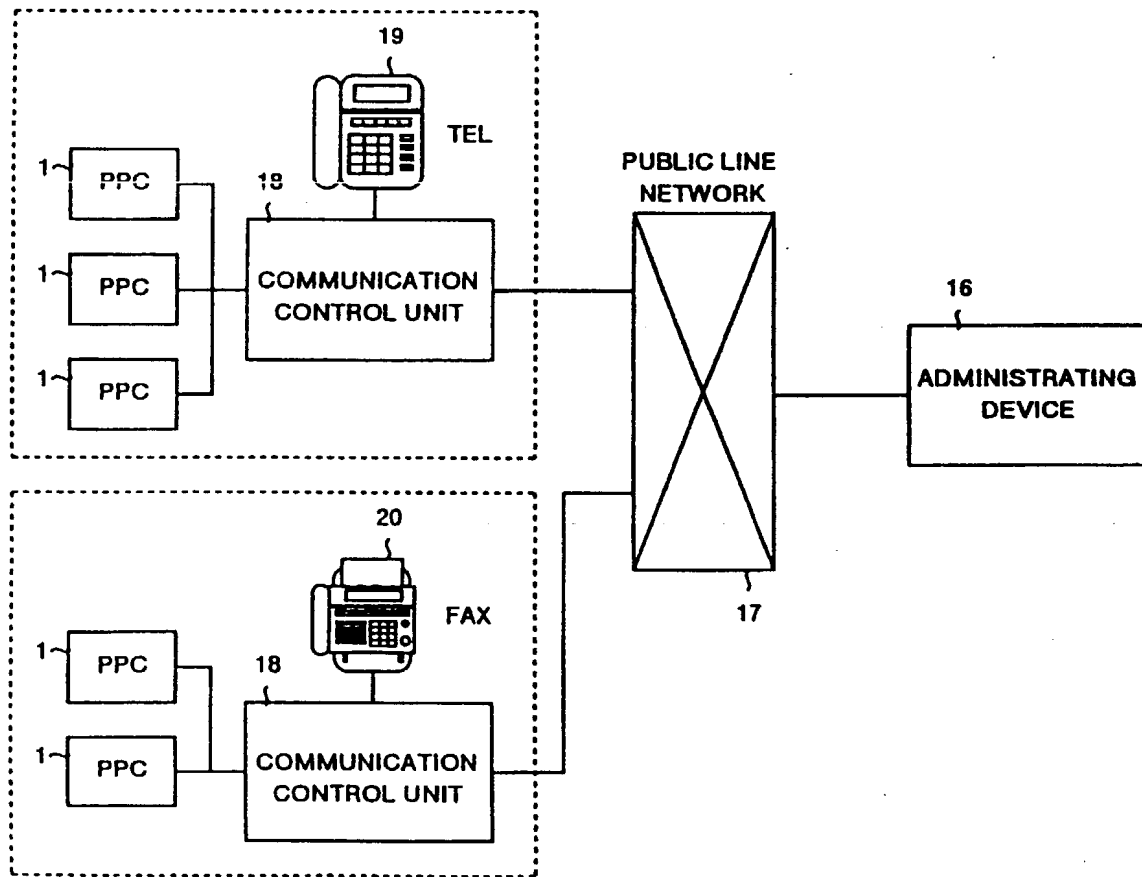 19
TEL
1
PPC
18
1
PPC
COMMUNICATION
CONTROL UNIT
1
PPC
PUBLIC LINE
NETWORK
17
16
ADMINISTRATING
DEVICE
20
FAX
1
PPC
18
1
PPC
COMMUNICATION
CONTROL UNIT